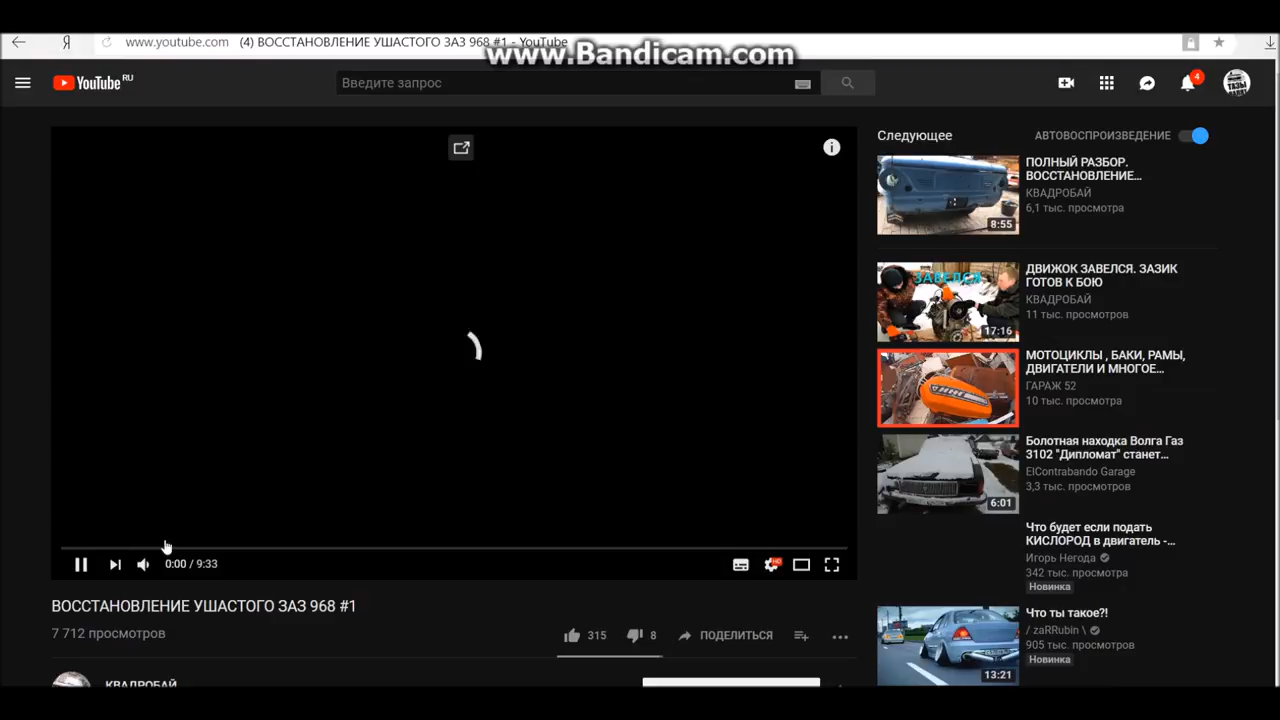 Я
www.youtube.com (4) ВОССТАНОВЛЕНИЕ УШАСТОГО ЗАЗ 968 #1 - YouTube
www.Bandicam.com
YouTube RU
Введите запрос
4
Следующее
АВТОВОСПРОИЗВЕДЕНИЕ
ПОЛНЫЙ РАЗБОР.
ВОССТАНОВЛЕНИЕ...
КВАДРОБАЙ
6,1 тыс. просмотра
8:55
ЗАВЕЛСЯ
ДВИЖОК ЗАВЕЛСЯ. ЗАЗИК
ГОТОВ К БОЮ
КВАДРОБАЙ
11 тыс. просмотров
17:16
МОТОЦИКЛЫ , БАКИ, РАМЫ,
ДВИГАТЕЛИ И МНОГОЕ...
ГАРАЖ 52
10 тыс. просмотров
Болотная находка Волга Газ
3102 "Дипломат" станет...
ElContrabando Garage
3,3 тыс. просмотров
6:01
Что будет если подать
КИСЛОРОД в двигатель -...
Игорь Негода
342 тыс. просмотра
Новинка
Что ты такое?!
/ zaRRubin \
905 тыс. просмотров
Новинка
13:21
0:00 / 9:33
HD
ВОССТАНОВЛЕНИЕ УШАСТОГО ЗАЗ 968 #1
7 712 просмотров
315
8
ПОДЕЛИТЬСЯ
КВАДРОБАЙ